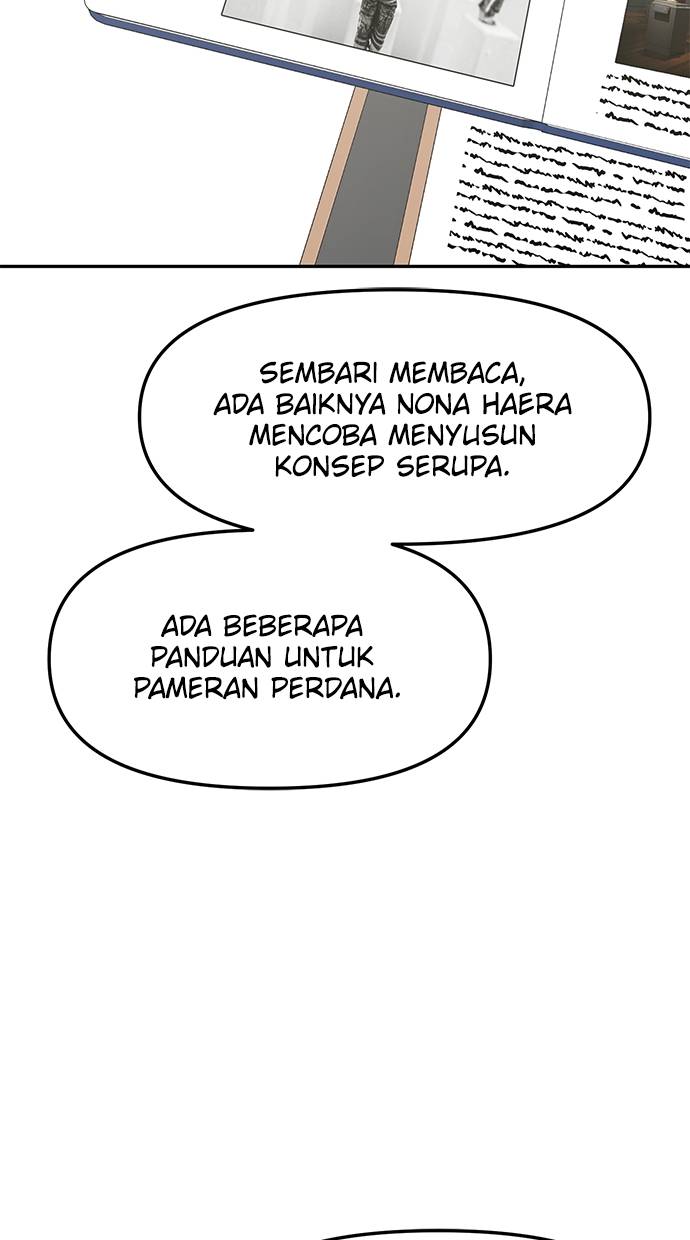 SEMBARI MEMBACA,
ADA BAIKNYA NONA HAERA
MENCOBA MENYUSUN
KONSEP SERUPA.
ADA BEBERAPA
PANDUAN UNTUK
PAMERAN PERDANA.